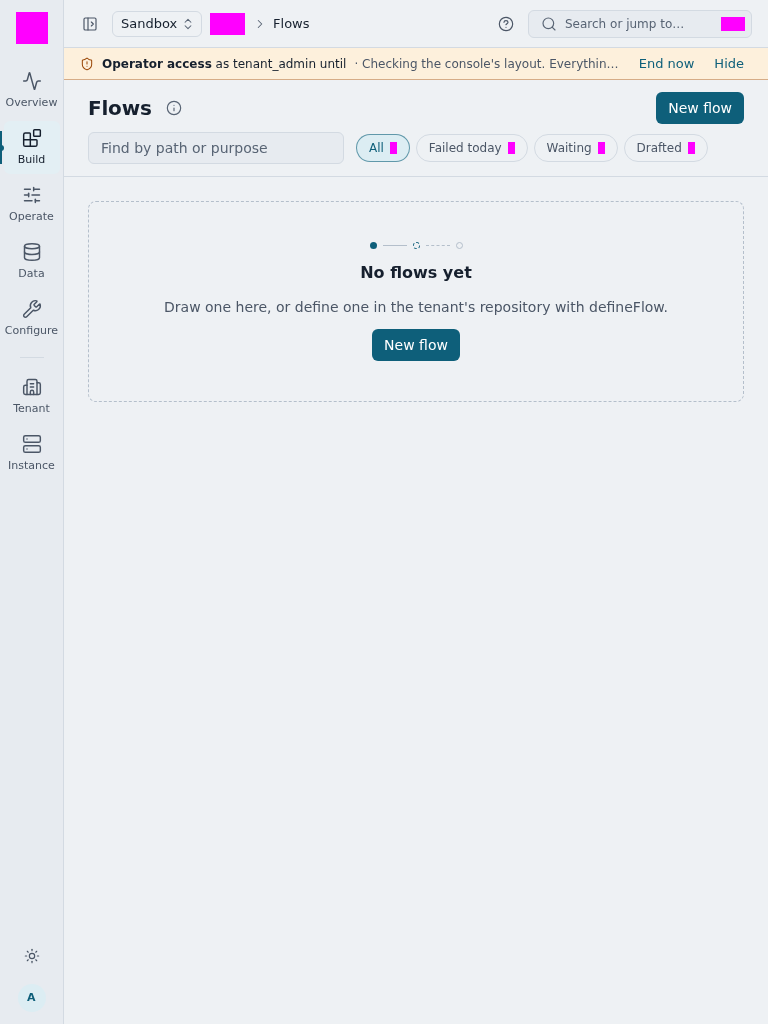 Sandbox
Flows
Search or jump to...
Operator access as tenant_admin until · Checking the console's layout. Everythin...
End now
Hide
Overview
Build
Operate
Data
Configure
Tenant
Instance
A
Flows
New flow
Find by path or purpose
All
Failed today
Waiting
Drafted
No flows yet
Draw one here, or define one in the tenant's repository with defineFlow.
New flow